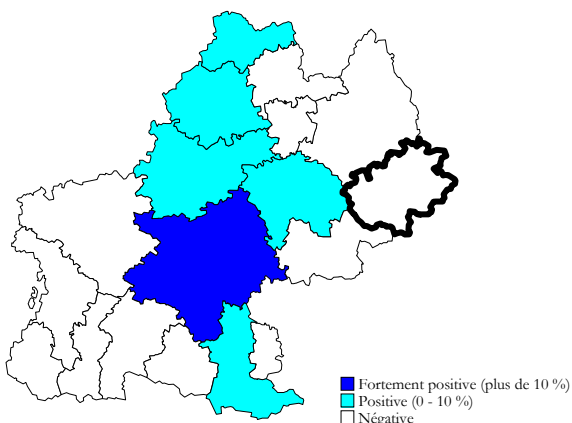 Fortement positive (plus de 10 %)
Positive (0 - 10 %)
Négative